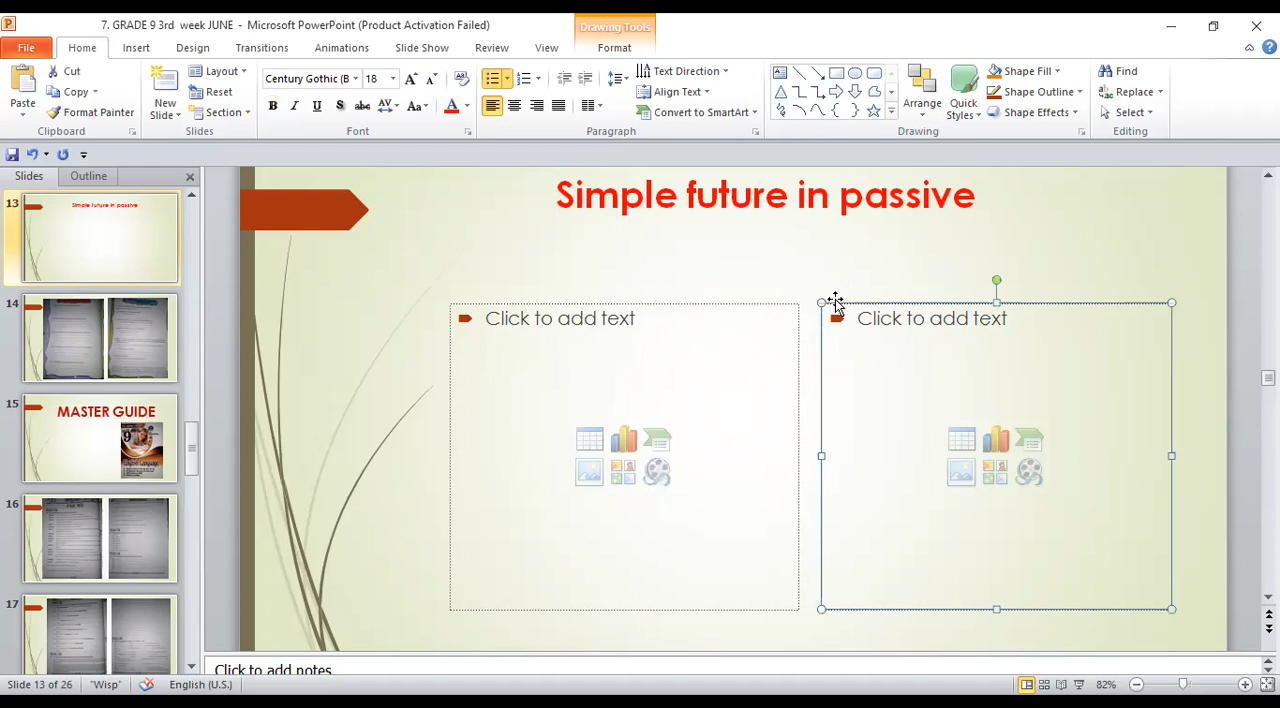 7. GRADE 9 3rd week JUNE - Microsoft PowerPoint (Product Activation Failed)
Drawing Tools
File Home Insert Design Transitions Animations Slide Show Review View Format
Paste
Cut
Copy
Format Painter
Clipboard
New Slide
Layout
Reset
Section
Slides
Century Gothic (B 18
B I U S abc AV Aa A
Font
Text Direction
Align Text
Convert to SmartArt
Paragraph
Arrange
Quick Styles
Shape Fill
Shape Outline
Shape Effects
Drawing
Find
Replace
Select
Editing
Slides Outline
13
Simple future in passive
14
15
MASTER GUIDE
16
17
Simple future in passive
Click to add text
Click to add text
Click to add notes
Slide 13 of 26 "Wisp" English (U.S.) 82%